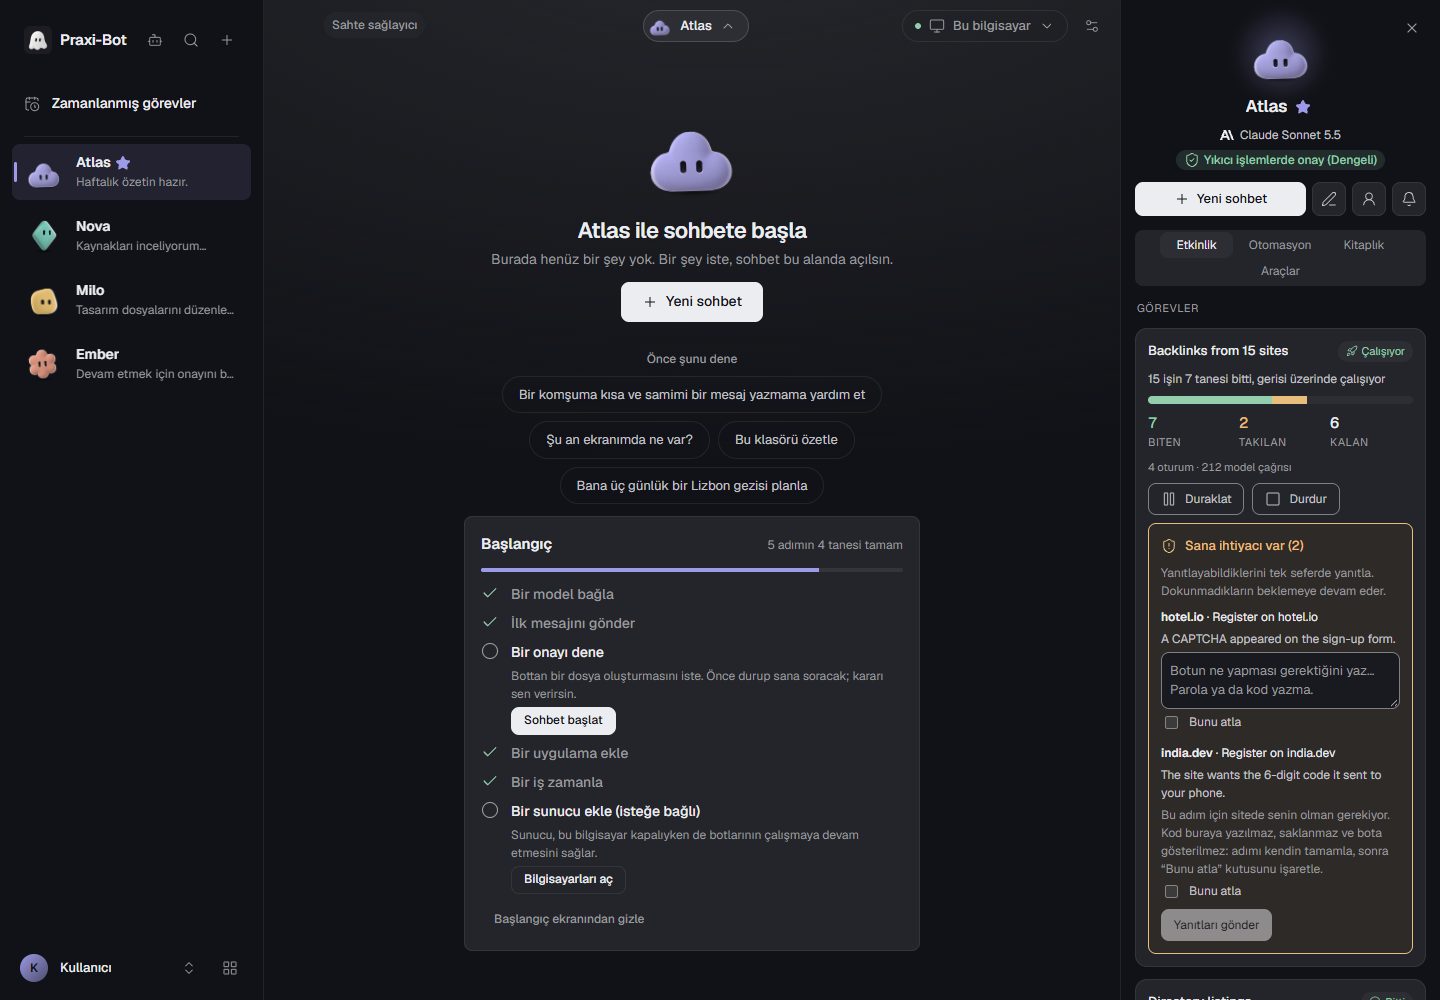 Praxi-Bot
Zamanlanmış görevler
Atlas
Haftalık özetin hazır.
Nova
Kaynakları inceliyorum...
Milo
Tasarım dosyalarını düzenle...
Ember
Devam etmek için onayını b...
K
Kullanıcı
Sahte sağlayıcı
Atlas
Bu bilgisayar
Atlas ile sohbete başla
Burada henüz bir şey yok. Bir şey iste, sohbet bu alanda açılsın.
Yeni sohbet
Önce şunu dene
Bir komşuma kısa ve samimi bir mesaj yazmama yardım et
Şu an ekranımda ne var?
Bu klasörü özetle
Bana üç günlük bir Lizbon gezisi planla
Başlangıç
5 adımın 4 tanesi tamam
Bir model bağla
İlk mesajını gönder
Bir onayı dene
Bottan bir dosya oluşturmasını iste. Önce durup sana soracak; kararı
sen verirsin.
Sohbet başlat
Bir uygulama ekle
Bir iş zamanla
Bir sunucu ekle (isteğe bağlı)
Sunucu, bu bilgisayar kapalıyken de botlarının çalışmaya devam
etmesini sağlar.
Bilgisayarları aç
Başlangıç ekranından gizle
Atlas
Claude Sonnet 5.5
Yıkıcı işlemlerde onay (Dengeli)
Yeni sohbet
Etkinlik
Otomasyon
Kitaplık
Araçlar
GÖREVLER
Backlinks from 15 sites
Çalışıyor
15 işin 7 tanesi bitti, gerisi üzerinde çalışıyor
7
2
6
BITEN
TAKILAN
KALAN
4 oturum · 212 model çağrısı
Duraklat
Durdur
Sana ihtiyacı var (2)
Yanıtlayabildiklerini tek seferde yanıtla.
Dokunmadıkların beklemeye devam eder.
hotel.io · Register on hotel.io
A CAPTCHA appeared on the sign-up form.
Botun ne yapması gerektiğini yaz...
Parola ya da kod yazma.
Bunu atla
india.dev · Register on india.dev
The site wants the 6-digit code it sent to
your phone.
Bu adım için sitede senin olman gerekiyor.
Kod buraya yazılmaz, saklanmaz ve bota
gösterilmez: adımı kendin tamamla, sonra
“Bunu atla” kutusunu işaretle.
Bunu atla
Yanıtları gönder
Directory listings